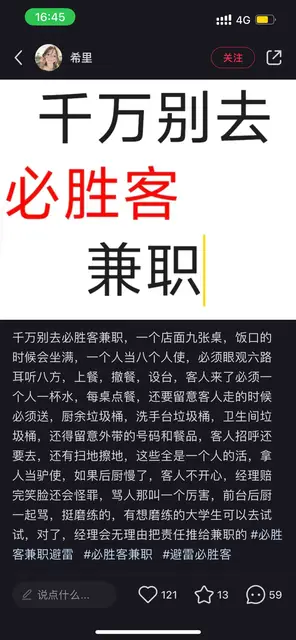 16:45
4G
希里
关注
千万别去
必胜客
兼职
千万别去必胜客兼职，一个店面九张桌，饭口的
时候会坐满，一个人当八个人使，必须眼观六路
耳听八方，上餐，撤餐，设台，客人来了必须一
个人一杯水，每桌点餐，还要留意客人走的时候
必须送，厨余垃圾桶，洗手台垃圾桶，卫生间垃
圾桶，还得留意外带的号码和餐品，客人招呼还
要去，还有扫地擦地，这些全是一个人的活，拿
人当驴使，如果后厨慢了，客人不开心，经理赔
完笑脸还会怪罪，骂人那叫一个厉害，前台后厨
一起骂，挺磨练的，有想磨练的大学生可以去试
试，对了，经理会无理由把责任推给兼职的 #必胜
客兼职避雷 #必胜客兼职 #避雷必胜客
说点什么...
121
13
59